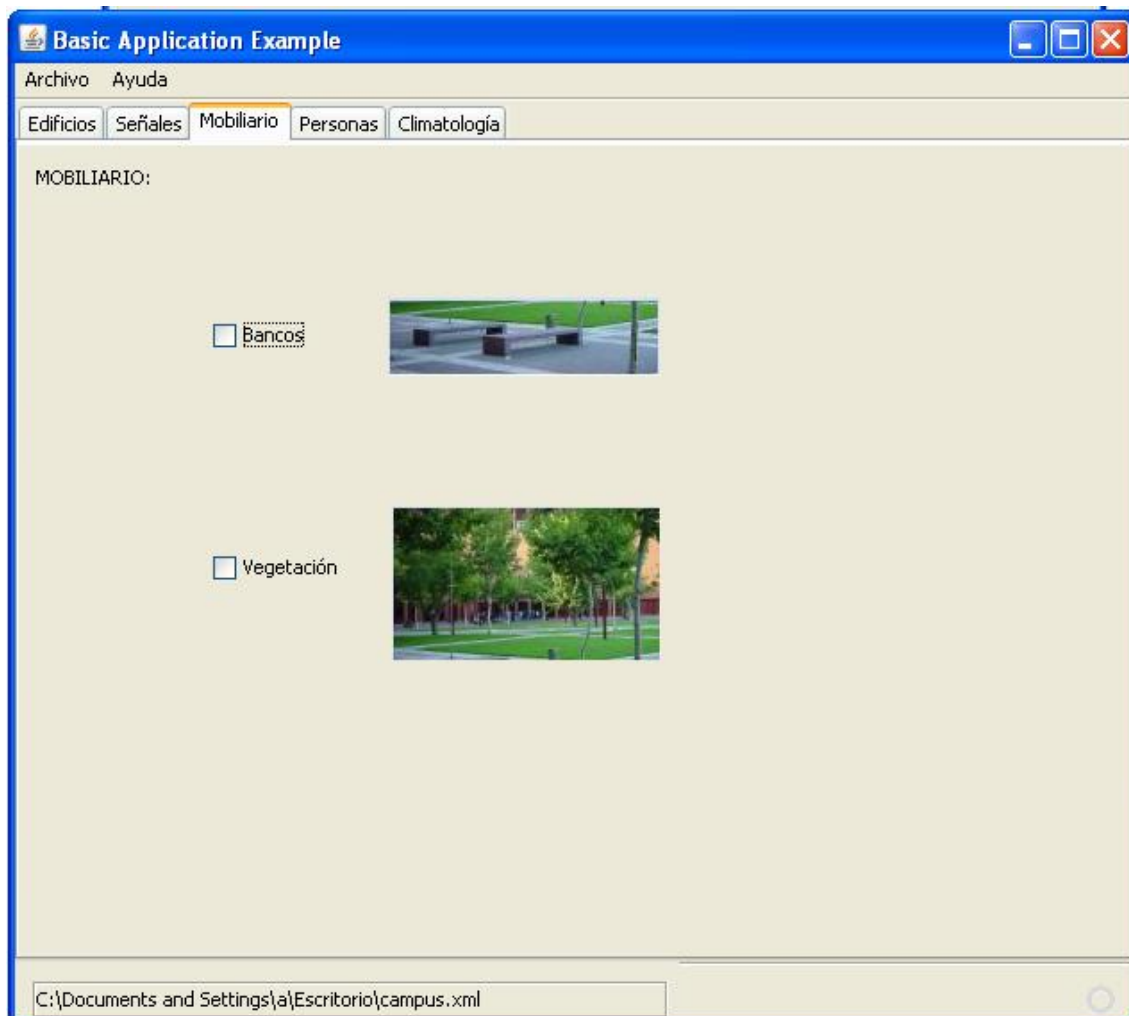 Basic Application Example
Archivo Ayuda
Edificios Señales Mobiliario Personas Climatología
MOBILIARIO:
Bancos
Vegetación
C:\Documents and Settings\a\Escritorio\campus.xml